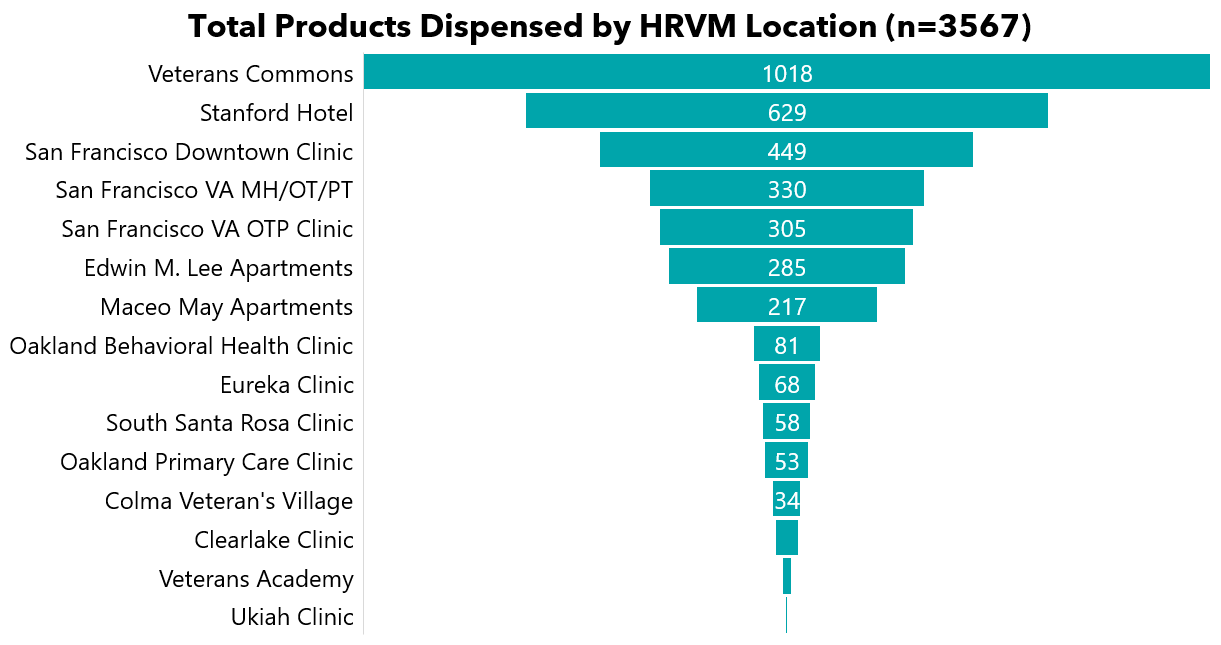 Total Products Dispensed by HRVM Location (n=3567)
Veterans Commons 1018
Stanford Hotel 629
San Francisco Downtown Clinic 449
San Francisco VA MH/OT/PT 330
San Francisco VA OTP Clinic 305
Edwin M. Lee Apartments 285
Maceo May Apartments 217
Oakland Behavioral Health Clinic 81
Eureka Clinic 68
South Santa Rosa Clinic 58
Oakland Primary Care Clinic 53
Colma Veteran's Village 34
Clearlake Clinic
Veterans Academy
Ukiah Clinic